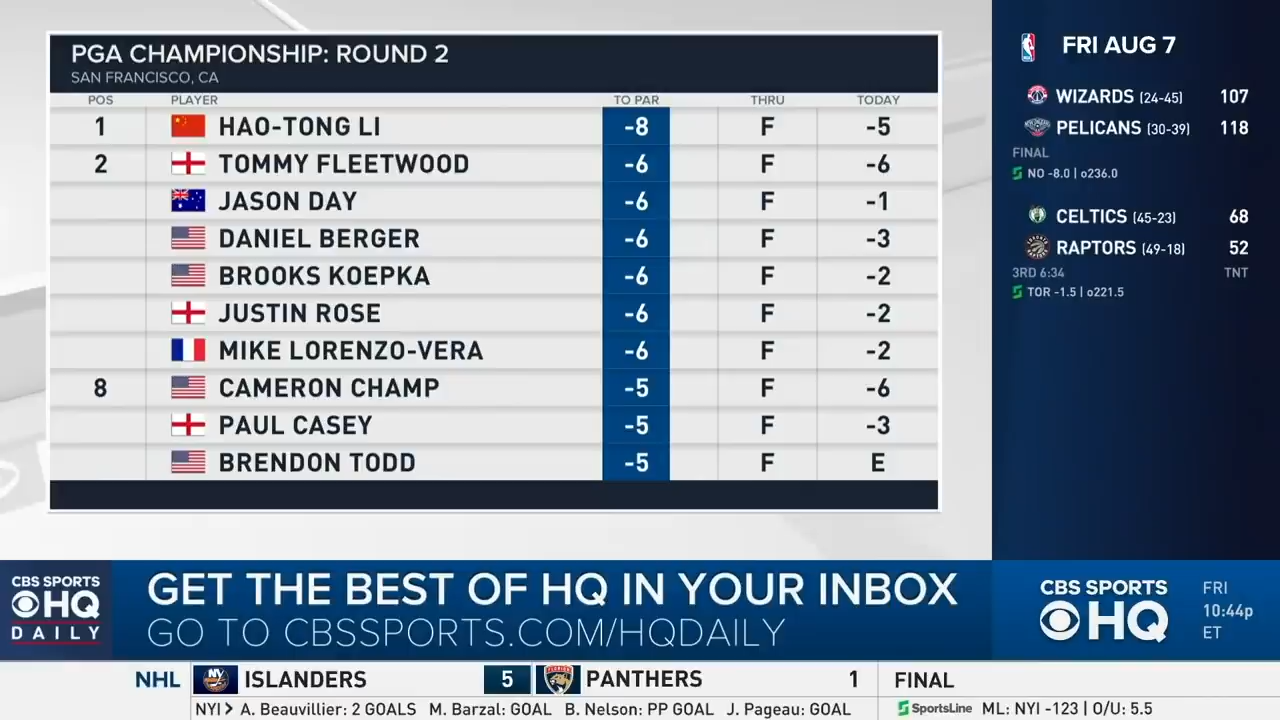 PGA CHAMPIONSHIP: ROUND 2
SAN FRANCISCO, CA
POS PLAYER TO PAR THRU TODAY
1 HAO-TONG LI -8 F -5
2 TOMMY FLEETWOOD -6 F -6
JASON DAY -6 F -1
DANIEL BERGER -6 F -3
BROOKS KOEPKA -6 F -2
JUSTIN ROSE -6 F -2
MIKE LORENZO-VERA -6 F -2
8 CAMERON CHAMP -5 F -6
PAUL CASEY -5 F -3
BRENDON TODD -5 F E
FRI AUG 7
WIZARDS (24-45) 107
PELICANS (30-39) 118
FINAL
NO -8.0 | o236.0
CELTICS (45-23) 68
RAPTORS (49-18) 52
3RD 6:34 TNT
TOR -1.5 | o221.5
CBS SPORTS
HQ
DAILY
GET THE BEST OF HQ IN YOUR INBOX
GO TO CBSSPORTS.COM/HQDAILY
CBS SPORTS
HQ
FRI
10:44p
ET
NHL ISLANDERS 5 PANTHERS 1 FINAL
NYI> A. Beauvillier: 2 GOALS M. Barzal: GOAL B. Nelson: PP GOAL J. Pageau: GOAL SportsLine ML: NYI -123 | O/U: 5.5